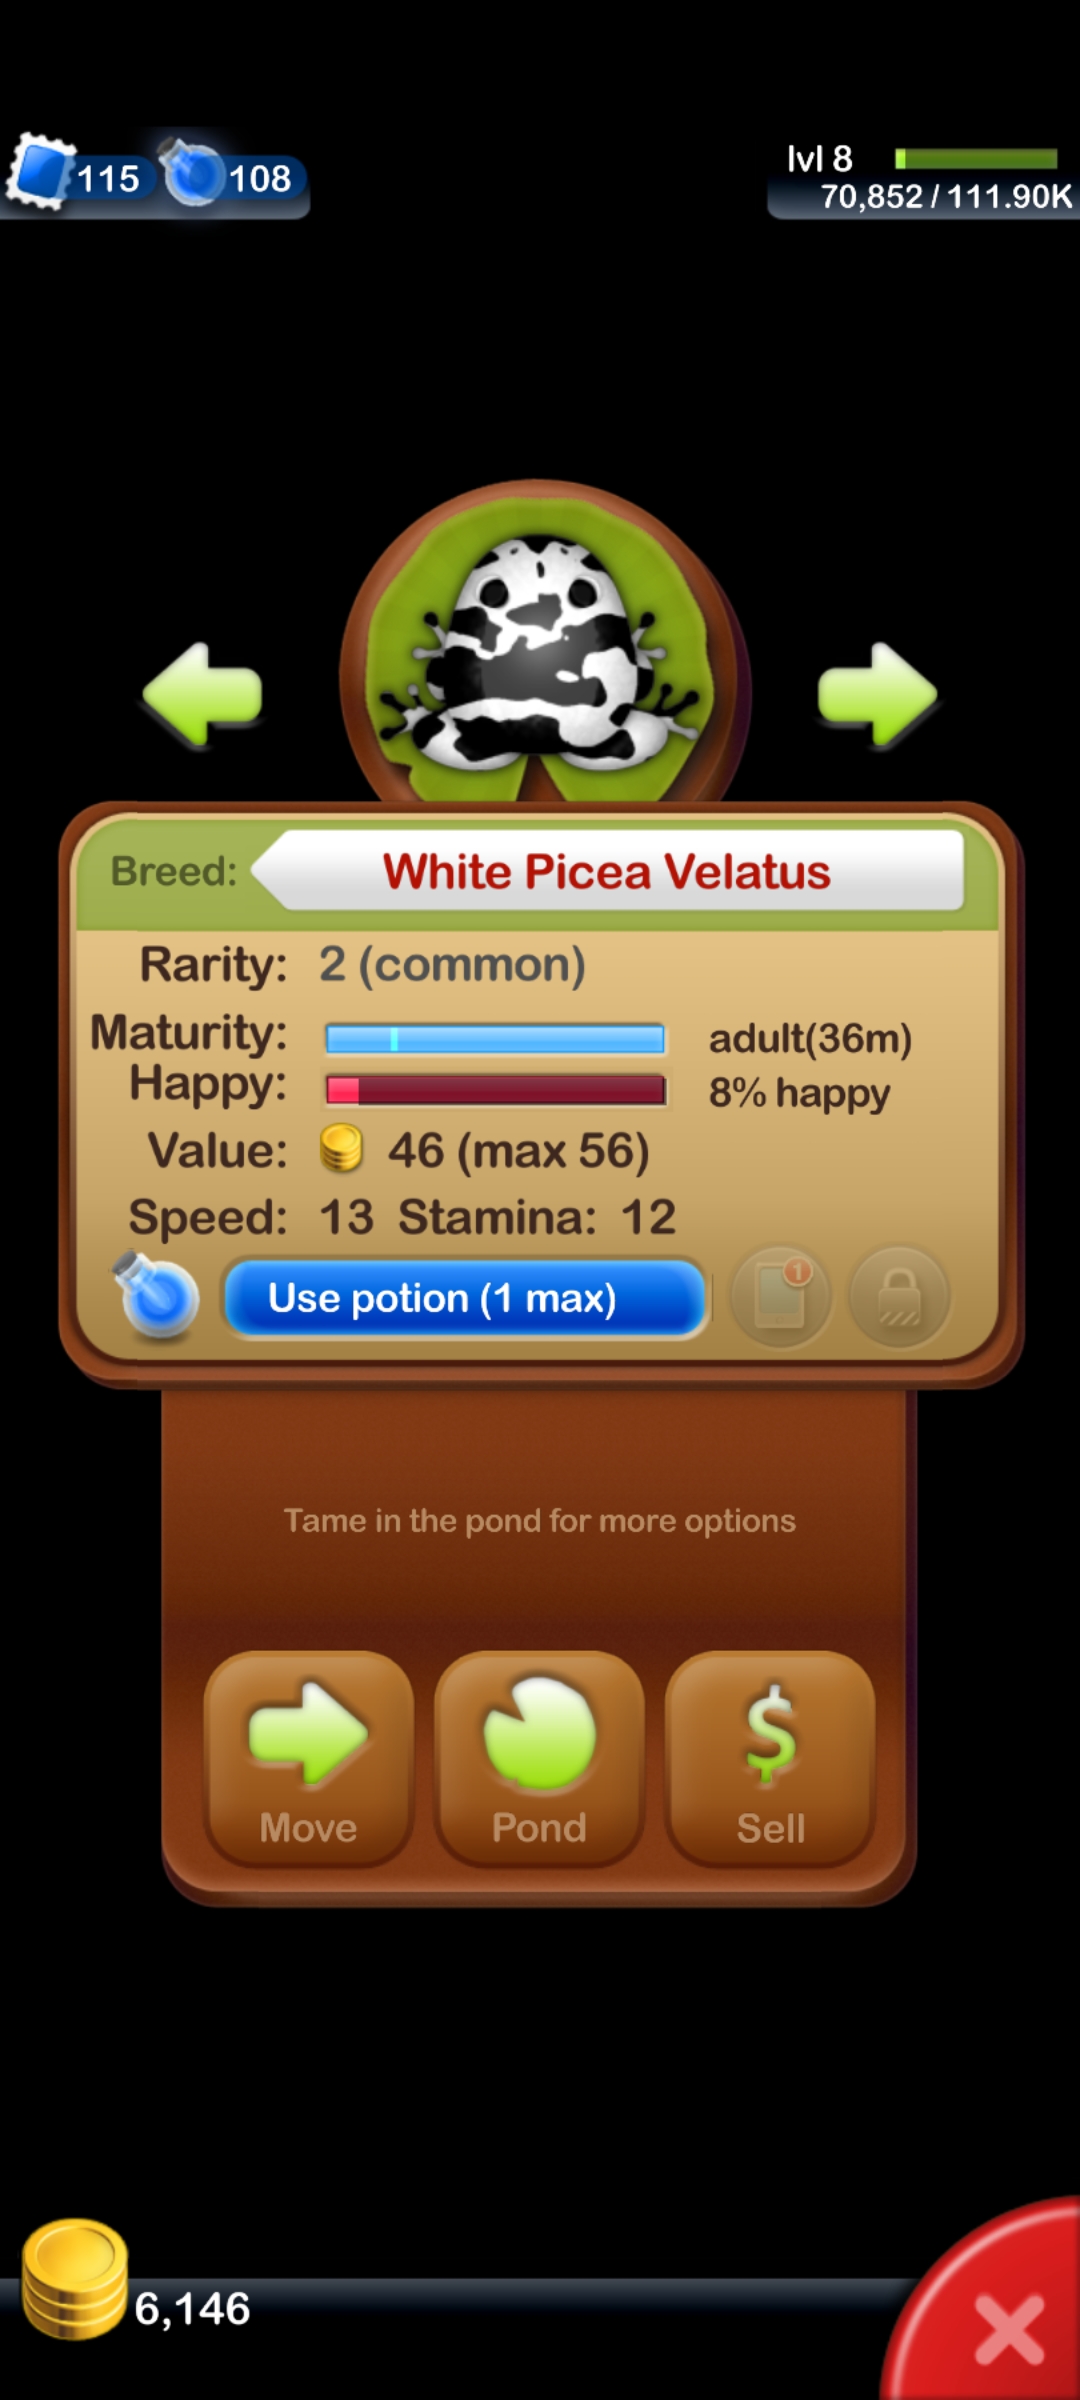 115 108
lvl 8
70,852 / 111.90K
Breed: White Picea Velatus
Rarity: 2 (common)
Maturity: adult(36m)
Happy: 8% happy
Value: 46 (max 56)
Speed: 13 Stamina: 12
Use potion (1 max)
1
Tame in the pond for more options
Move Pond Sell
6,146